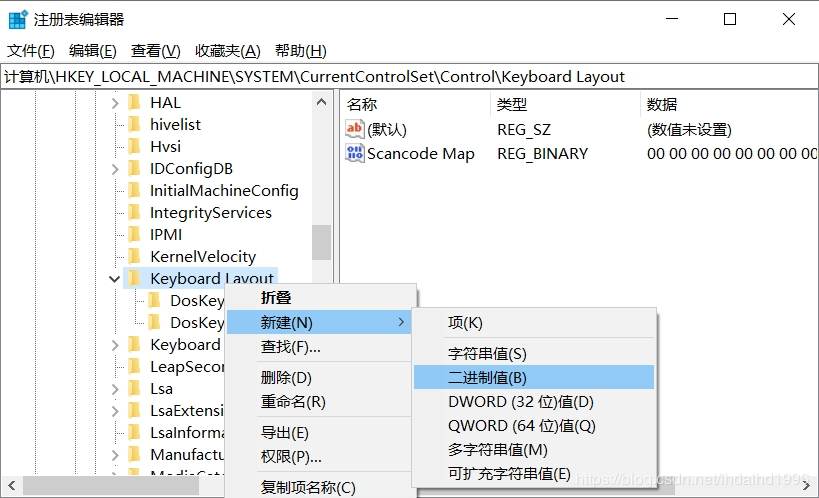 注册表编辑器
文件(F) 编辑(E) 查看(V) 收藏夹(A) 帮助(H)
计算机\HKEY_LOCAL_MACHINE\SYSTEM\CurrentControlSet\Control\Keyboard Layout
HAL
hivelist
Hvsi
IDConfigDB
InitialMachineConfig
IntegrityServices
IPMI
KernelVelocity
Keyboard Layout
DosKey
DosKey
Keyboard
LeapSecon
Lsa
LsaExtensi
LsaInforma
Manufactu
名称 类型 数据
(默认) REG_SZ (数值未设置)
Scancode Map REG_BINARY 00 00 00 00 00 00 00 00
折叠
新建(N)
查找(F)...
删除(D)
重命名(R)
导出(E)
权限(P)...
复制项名称(C)
项(K)
字符串值(S)
二进制值(B)
DWORD (32 位)值(D)
QWORD (64 位)值(Q)
多字符串值(M)
可扩充字符串值(E)